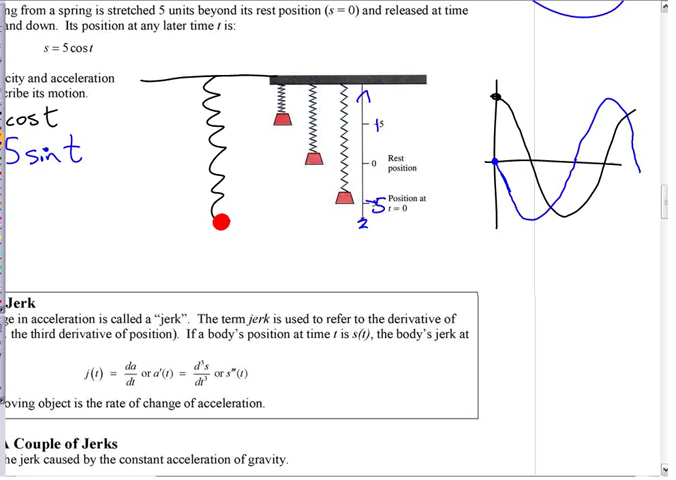 ng from a spring is stretched 5 units beyond its rest position (s = 0) and released at time
and down. Its position at any later time t is:
s = 5 cos t
city and acceleration
cribe its motion.
cost
5 sint
5
0 Rest
position
-5 Position at
t = 0
Jerk
ge in acceleration is called a “jerk”. The term jerk is used to refer to the derivative of
the third derivative of position). If a body's position at time t is s(t), the body's jerk at
j(t) = da/dt or a'(t) = d³s/dt³ or s'''(t)
oving object is the rate of change of acceleration.
A Couple of Jerks
he jerk caused by the constant acceleration of gravity.